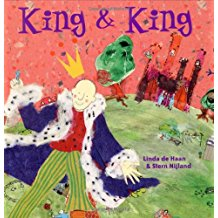 King & King
Linda de Haan
& Stern Nijland